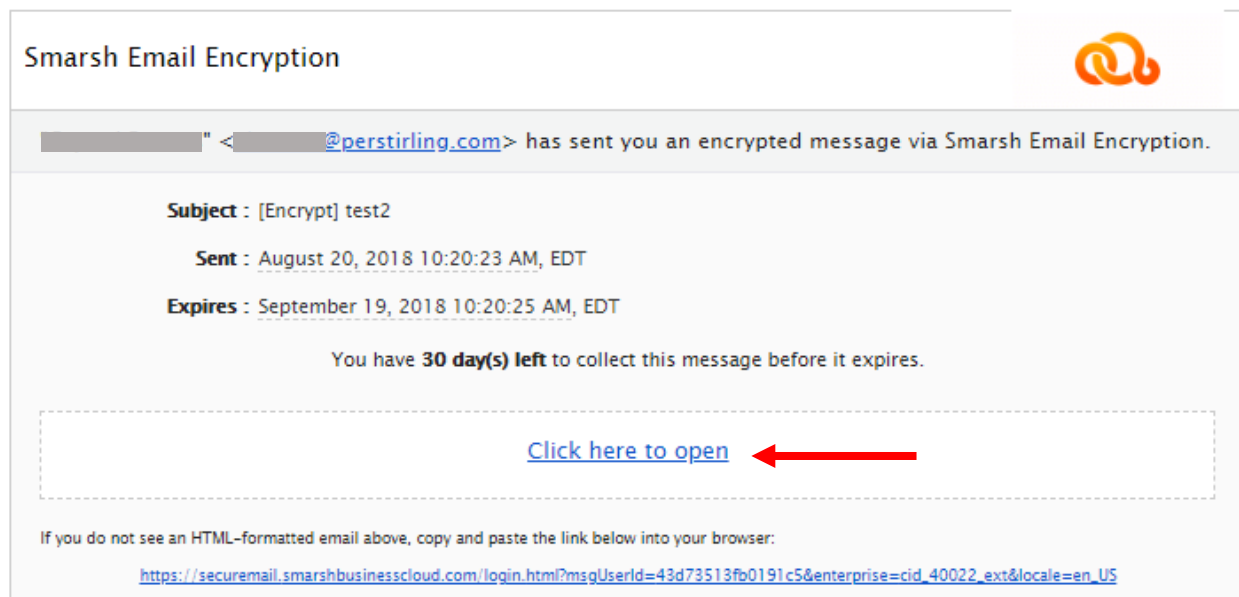 Smarsh Email Encryption
" < @perstirling.com> has sent you an encrypted message via Smarsh Email Encryption.
Subject : [Encrypt] test2
Sent : August 20, 2018 10:20:23 AM, EDT
Expires : September 19, 2018 10:20:25 AM, EDT
You have 30 day(s) left to collect this message before it expires.
Click here to open
If you do not see an HTML-formatted email above, copy and paste the link below into your browser:
https://securemail.smarshbusinesscloud.com/login.html?msgUserId=43d73513fb0191c5&enterprise=cid_40022_ext&locale=en_US